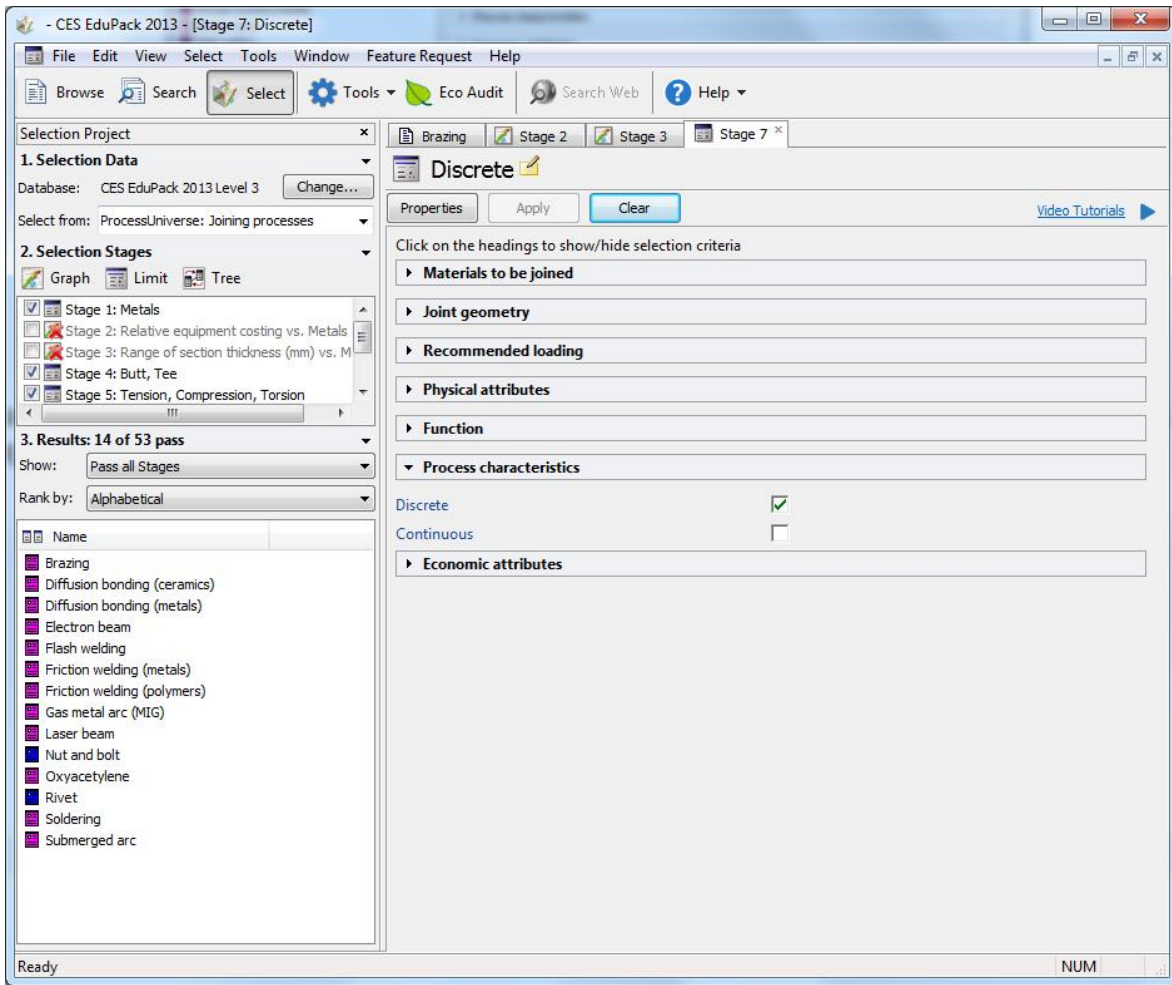 - CES EduPack 2013 - [Stage 7: Discrete]
File Edit View Select Tools Window Feature Request Help
Browse Search Select Tools Eco Audit Search Web Help
Selection Project
1. Selection Data
Database: CES EduPack 2013 Level 3 Change...
Select from: ProcessUniverse: Joining processes
2. Selection Stages
Graph Limit Tree
Stage 1: Metals
Stage 2: Relative equipment costing vs. Metals
Stage 3: Range of section thickness (mm) vs. M
Stage 4: Butt, Tee
Stage 5: Tension, Compression, Torsion
3. Results: 14 of 53 pass
Show: Pass all Stages
Rank by: Alphabetical
Name
Brazing
Diffusion bonding (ceramics)
Diffusion bonding (metals)
Electron beam
Flash welding
Friction welding (metals)
Friction welding (polymers)
Gas metal arc (MIG)
Laser beam
Nut and bolt
Oxyacetylene
Rivet
Soldering
Submerged arc
Brazing Stage 2 Stage 3 Stage 7
Discrete
Properties Apply Clear Video Tutorials
Click on the headings to show/hide selection criteria
Materials to be joined
Joint geometry
Recommended loading
Physical attributes
Function
Process characteristics
Discrete
Continuous
Economic attributes
Ready NUM